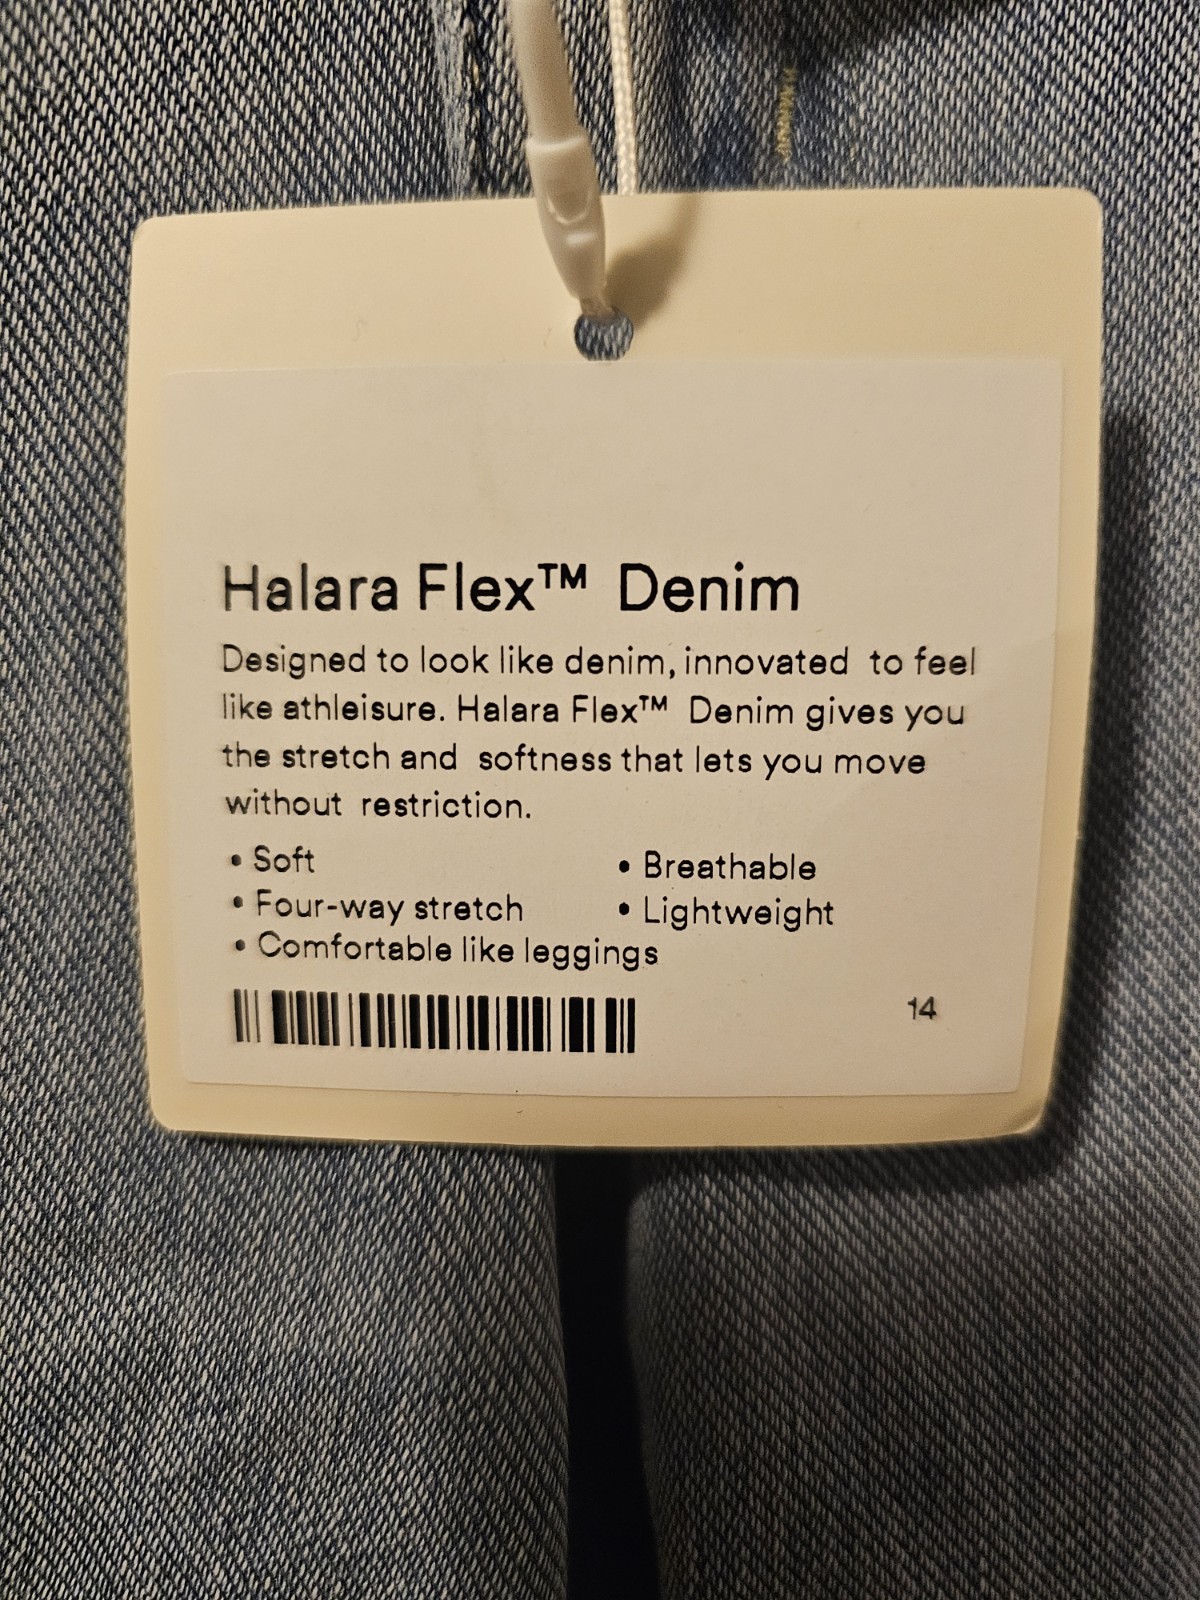 Halara Flex™ Denim
Designed to look like denim, innovated to feel
like athleisure. Halara Flex™ Denim gives you
the stretch and softness that lets you move
without restriction.
• Soft
• Breathable
• Four-way stretch
• Lightweight
• Comfortable like leggings
14